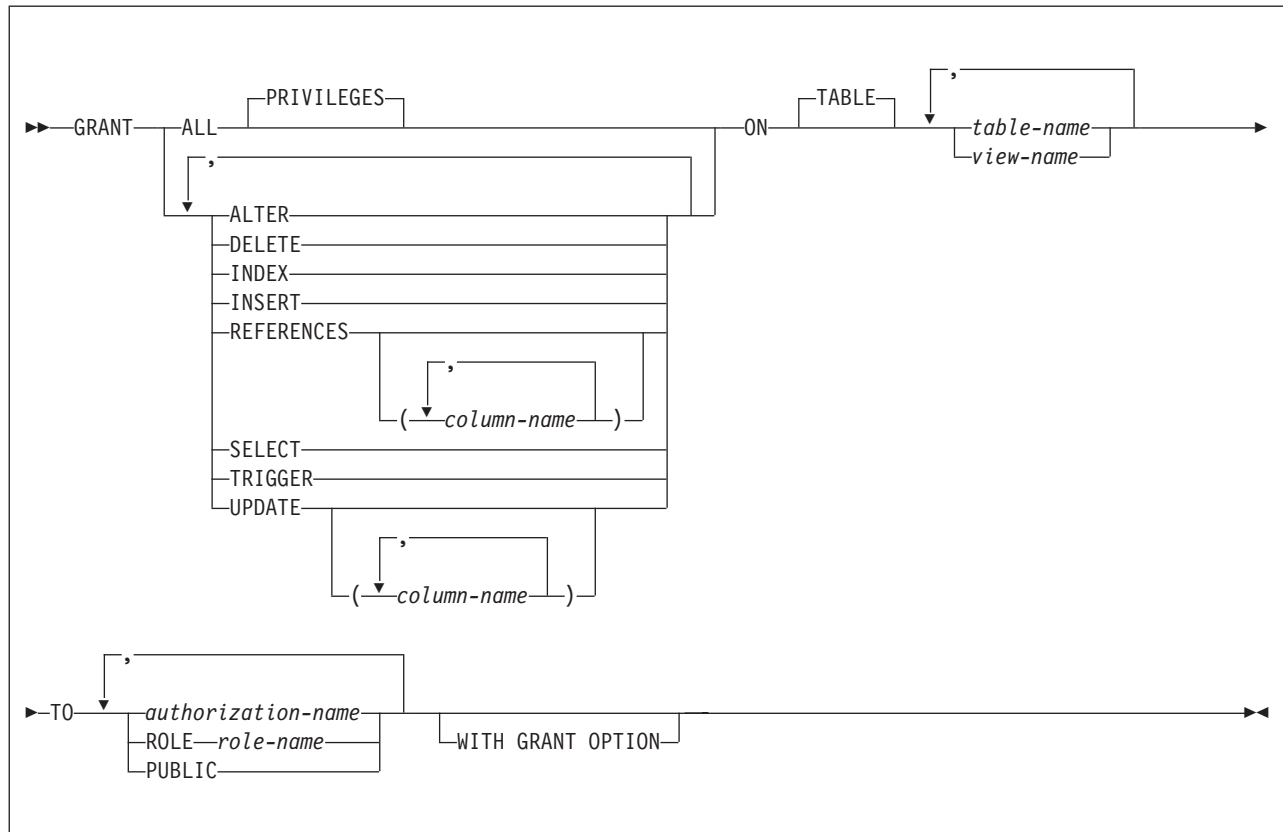 PRIVILEGES TABLE ,
GRANT ALL ON table-name
, view-name
ALTER
DELETE
INDEX
INSERT
REFERENCES
,
( column-name )
SELECT
TRIGGER
UPDATE
,
( column-name )
,
TO authorization-name
ROLE role-name WITH GRANT OPTION
PUBLIC